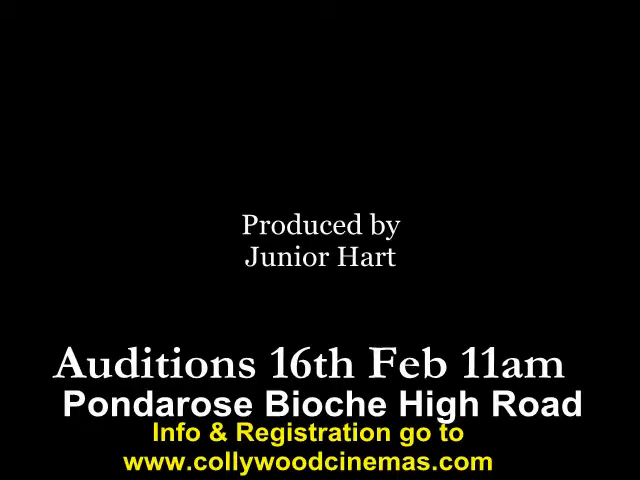 Produced by
Junior Hart
Auditions 16th Feb 11am
Pondarose Bioche High Road
Info & Registration go to
www.collywoodcinemas.com